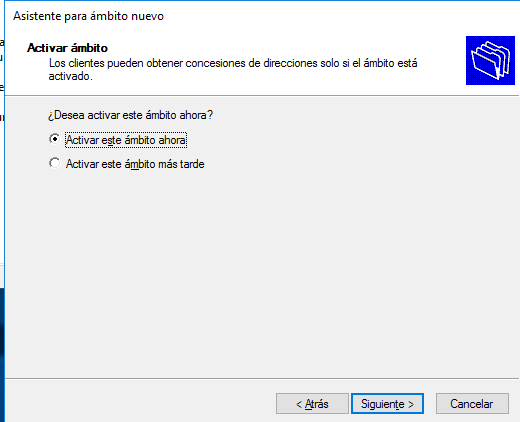 Asistente para ámbito nuevo
Activar ámbito
Los clientes pueden obtener concesiones de direcciones solo si el ámbito está
activado.
¿Desea activar este ámbito ahora?
Activar este ámbito ahora
Activar este ámbito más tarde
< Atrás
Siguiente >
Cancelar